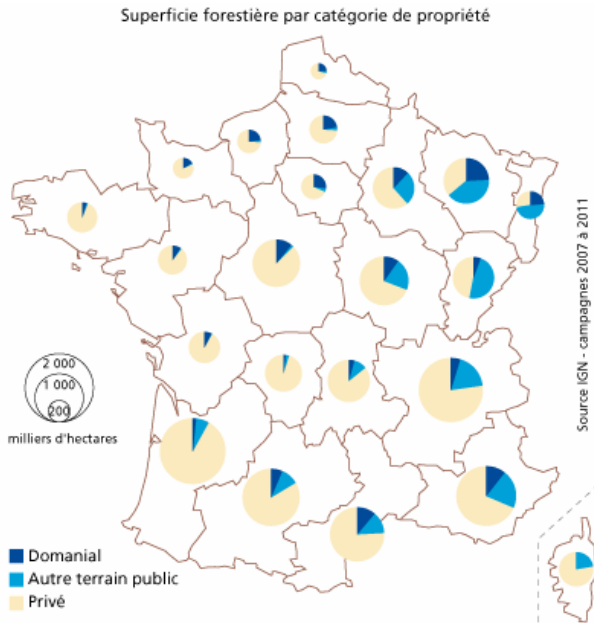 Superficie forestière par catégorie de propriété
Source IGN - campagnes 2007 à 2011
2 000
1 000
200
milliers d'hectares
Domanial
Autre terrain public
Privé